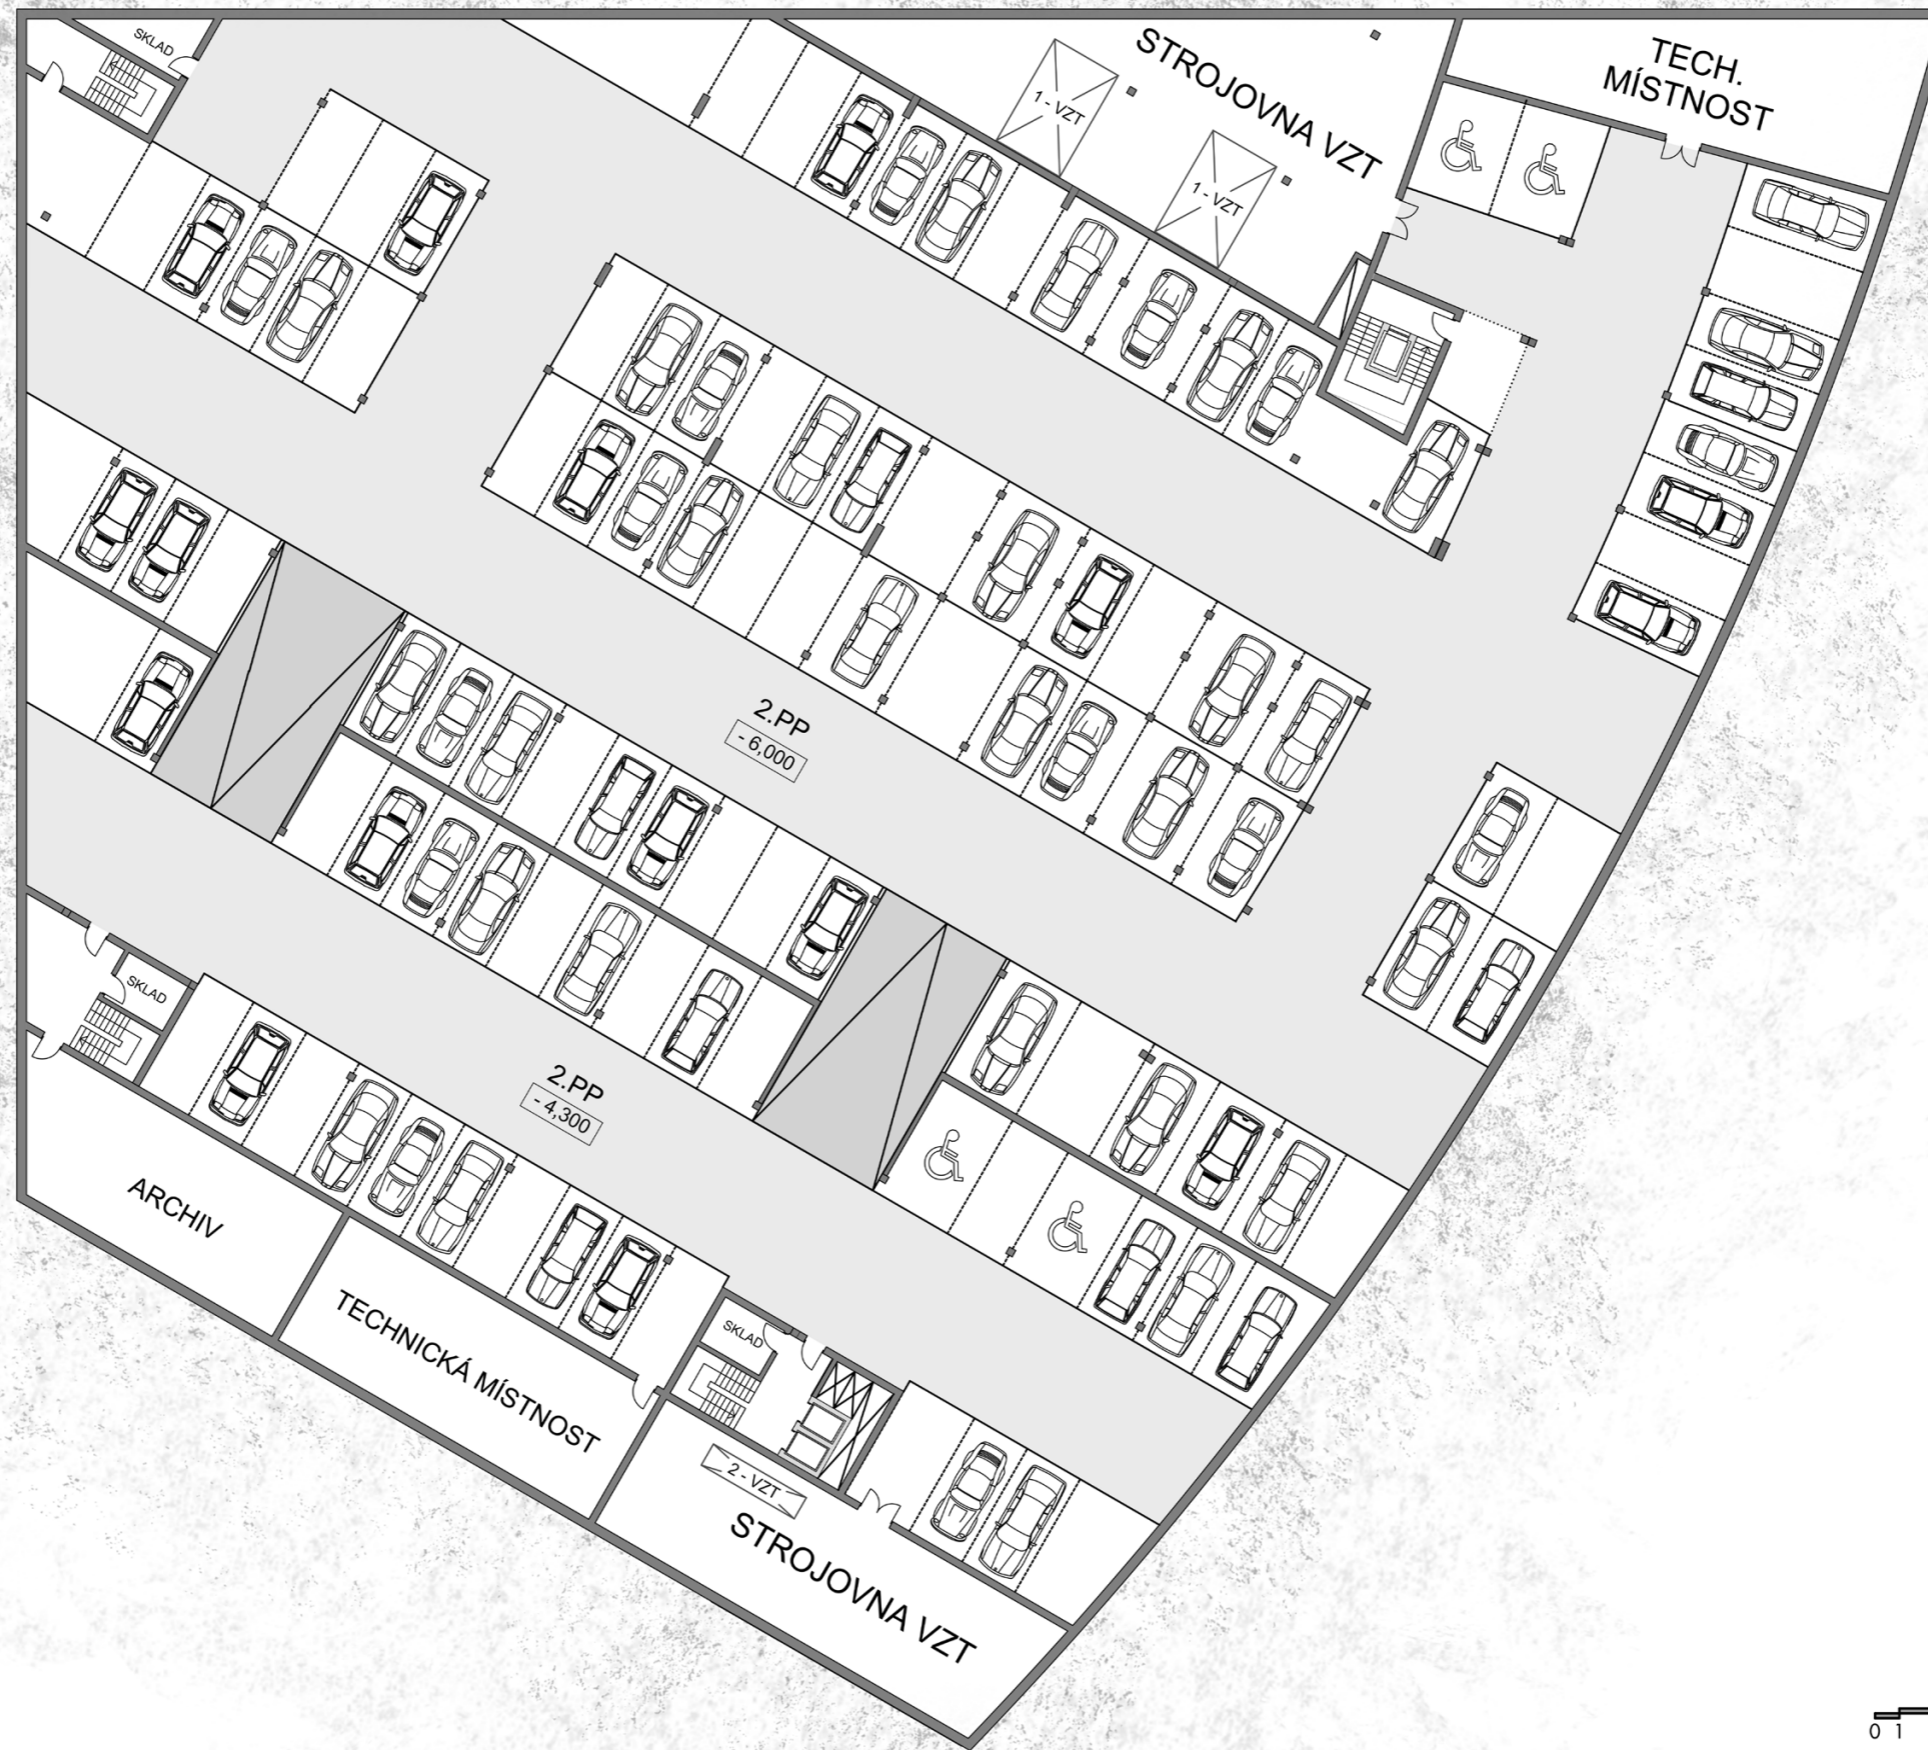 SKLAD
STROJOVNA VZT
TECH.
MÍSTNOST
1 - VZT
1 - VZT
2.PP
- 6,000
SKLAD
2.PP
- 4,300
ARCHIV
TECHNICKÁ MÍSTNOST
SKLAD
2 - VZT
STROJOVNA VZT
0 1